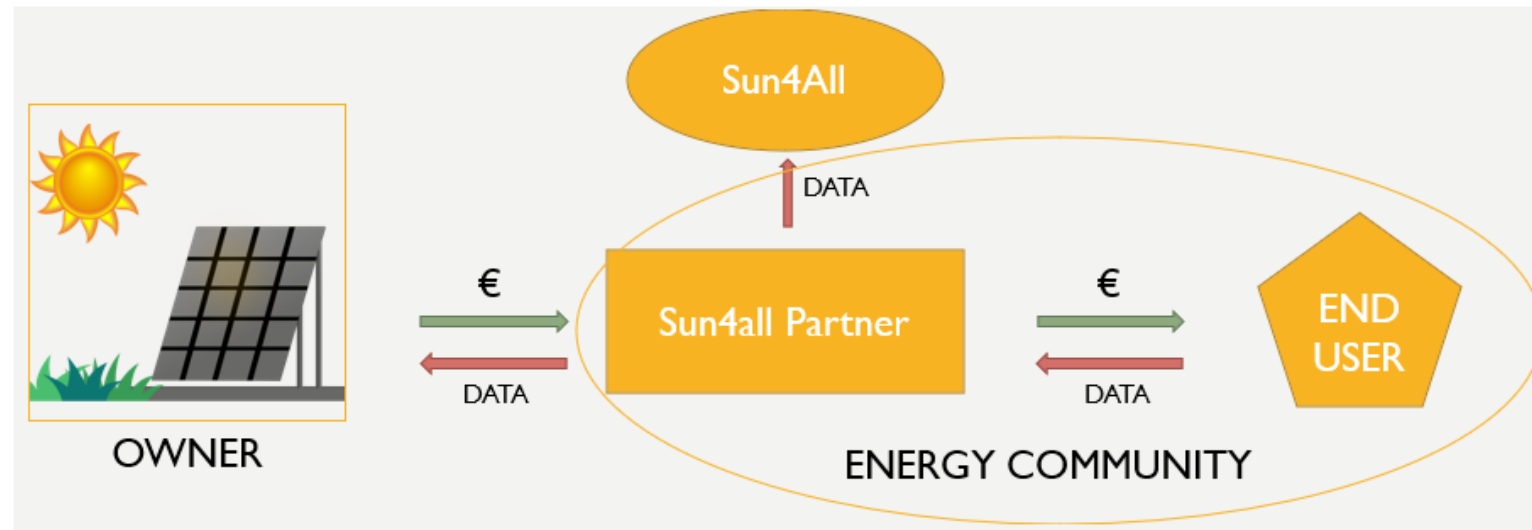 Sun4All
DATA
€
€
Sun4all Partner
END
USER
DATA
DATA
OWNER
ENERGY COMMUNITY